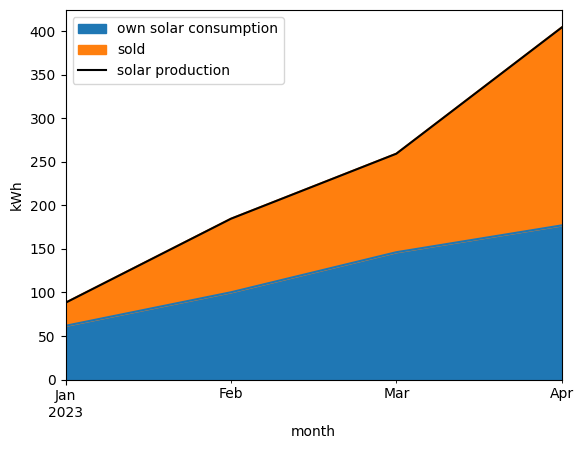 own solar consumption
sold
solar production
400
350
300
250
200
150
100
50
0
kWh
Jan
2023
Feb
Mar
Apr
month